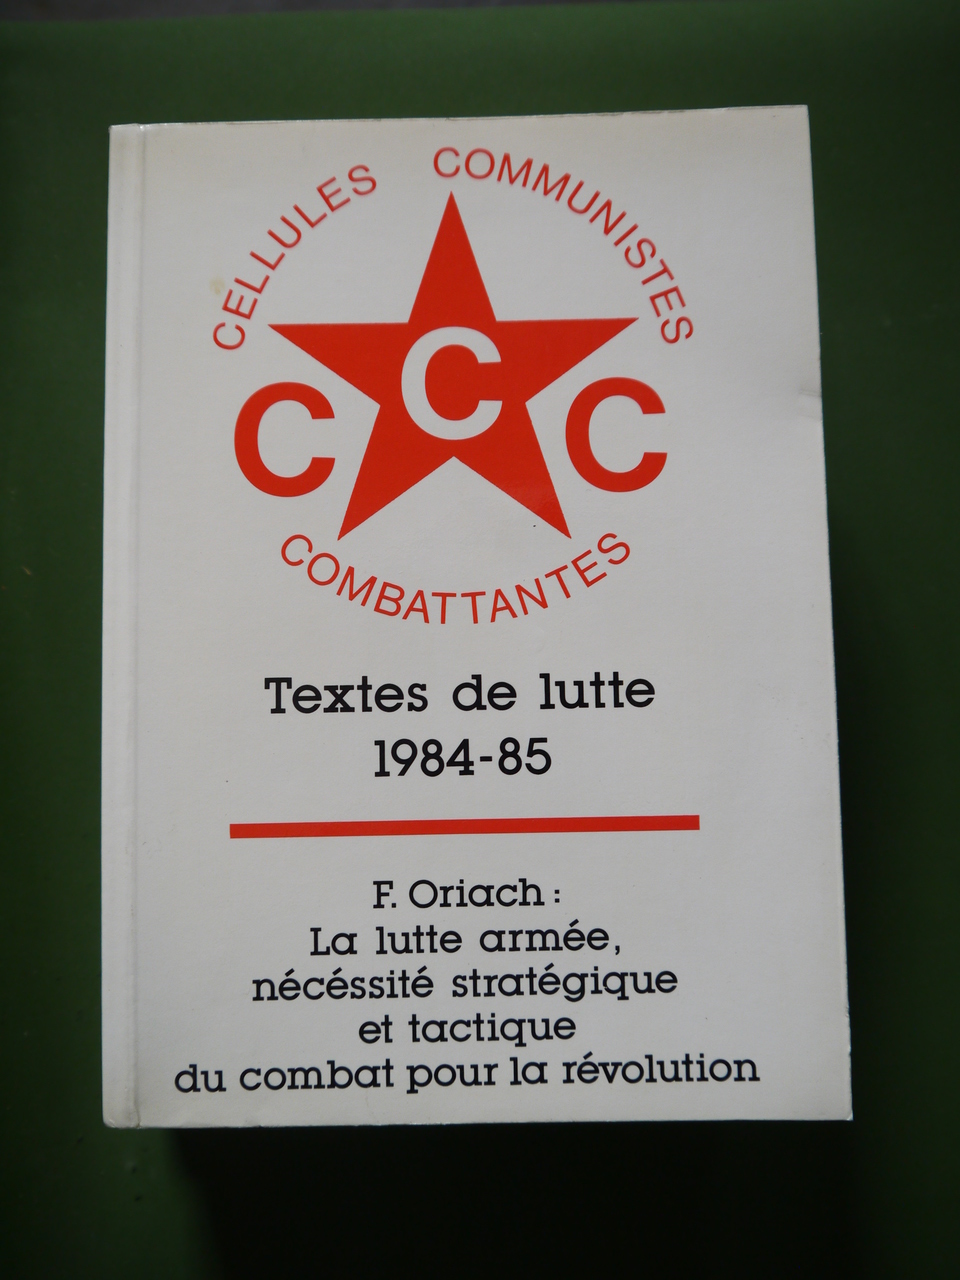 CELLULES COMMUNISTES
C C C
COMBATTANTES
Textes de lutte
1984-85
F. Oriach :
La lutte armée,
nécéssité stratégique
et tactique
du combat pour la révolution